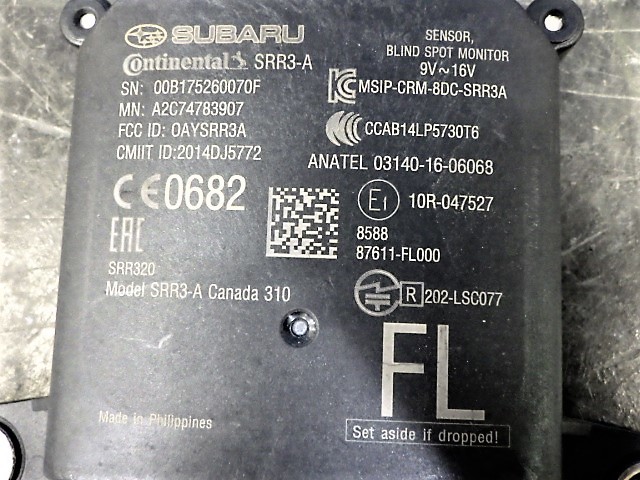 SUBARU
Continental SRR3-A
SN: 00B175260070F
MN: A2C74783907
FCC ID: OAYSRR3A
CMIIT ID:2014DJ5772
CE0682
EAC
SRR320
Model SRR3-A Canada 310
Made in Philippines
SENSOR,
BLIND SPOT MONITOR
9V~16V
MSIP-CRM-8DC-SRR3A
CCAB14LP5730T6
ANATEL 03140-16-06068
E1 10R-047527
8588
87611-FL000
R 202-LSC077
FL
Set aside if dropped!